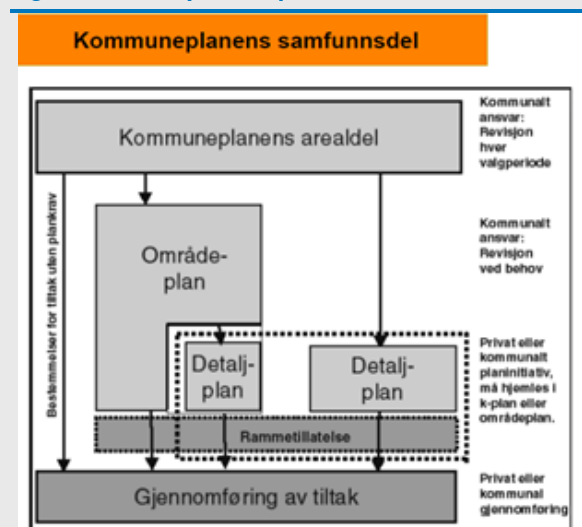 Kommuneplanens samfunnsdel
Kommuneplanens arealdel
Kommunalt
ansvar:
Revisjon
hver
valgperiode
Bestemmelser for tiltak uten plankrav
Område-
plan
Kommunalt
ansvar:
Revisjon
ved behov
Detalj-
plan
Detalj-
plan
Privat eller
kommunalt
planinitiativ,
må hjemles i
k-plan eller
områdeplan.
Rammetillatelse
Gjennomføring av tiltak
Privat eller
kommunal
gjennomføring